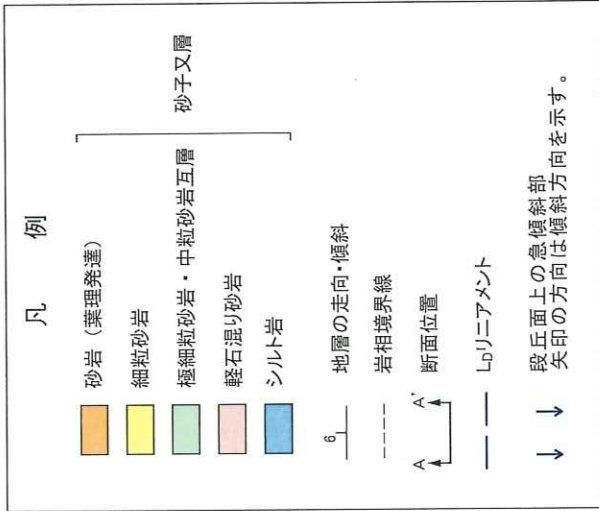 凡 例
砂岩（葉理発達）
細粒砂岩
極細粒砂岩・中粒砂岩互層
軽石混り砂岩
シルト岩
砂子又層
6
地層の走向・傾斜
岩相境界線
A A'
断面位置
LDリニアメント
段丘面上の急傾斜部
矢印の方向は傾斜方向を示す。